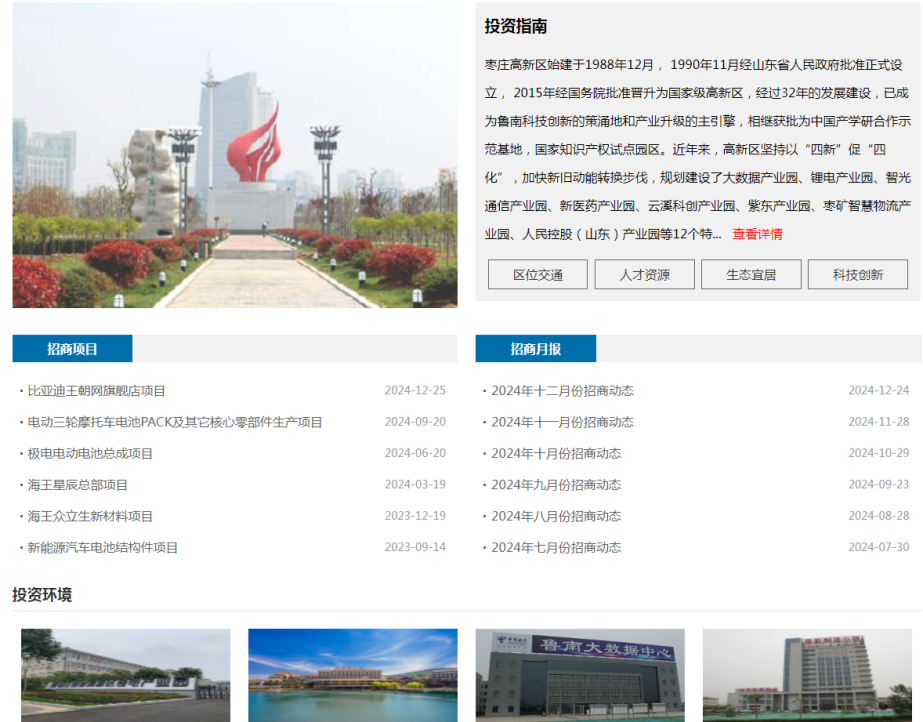 投资指南
枣庄高新区始建于1988年12月， 1990年11月经山东省人民政府批准正式设
立， 2015年经国务院批准晋升为国家级高新区，经过32年的发展建设，已成
为鲁南科技创新的策涌地和产业升级的主引擎，相继获批为中国产学研合作示
范基地，国家知识产权试点园区。近年来，高新区坚持以“四新”促“四
化”，加快新旧动能转换步伐，规划建设了大数据产业园、锂电产业园、智光
通信产业园、新医药产业园、云溪科创产业园、紫东产业园、枣矿智慧物流产
业园、人民控股（山东）产业园等12个特... 查看详情
区位交通 人才资源 生态宜居 科技创新
招商项目
·比亚迪王朝网旗舰店项目 2024-12-25
·电动三轮摩托车电池PACK及其它核心零部件生产项目 2024-09-20
·极电电动电池总成项目 2024-06-20
·海王星辰总部项目 2024-03-19
·海王众立生新材料项目 2023-12-19
·新能源汽车电池结构件项目 2023-09-14
招商月报
·2024年十二月份招商动态 2024-12-24
·2024年十一月份招商动态 2024-11-28
·2024年十月份招商动态 2024-10-29
·2024年九月份招商动态 2024-09-23
·2024年八月份招商动态 2024-08-28
·2024年七月份招商动态 2024-07-30
投资环境
中国电信
鲁南大数据中心